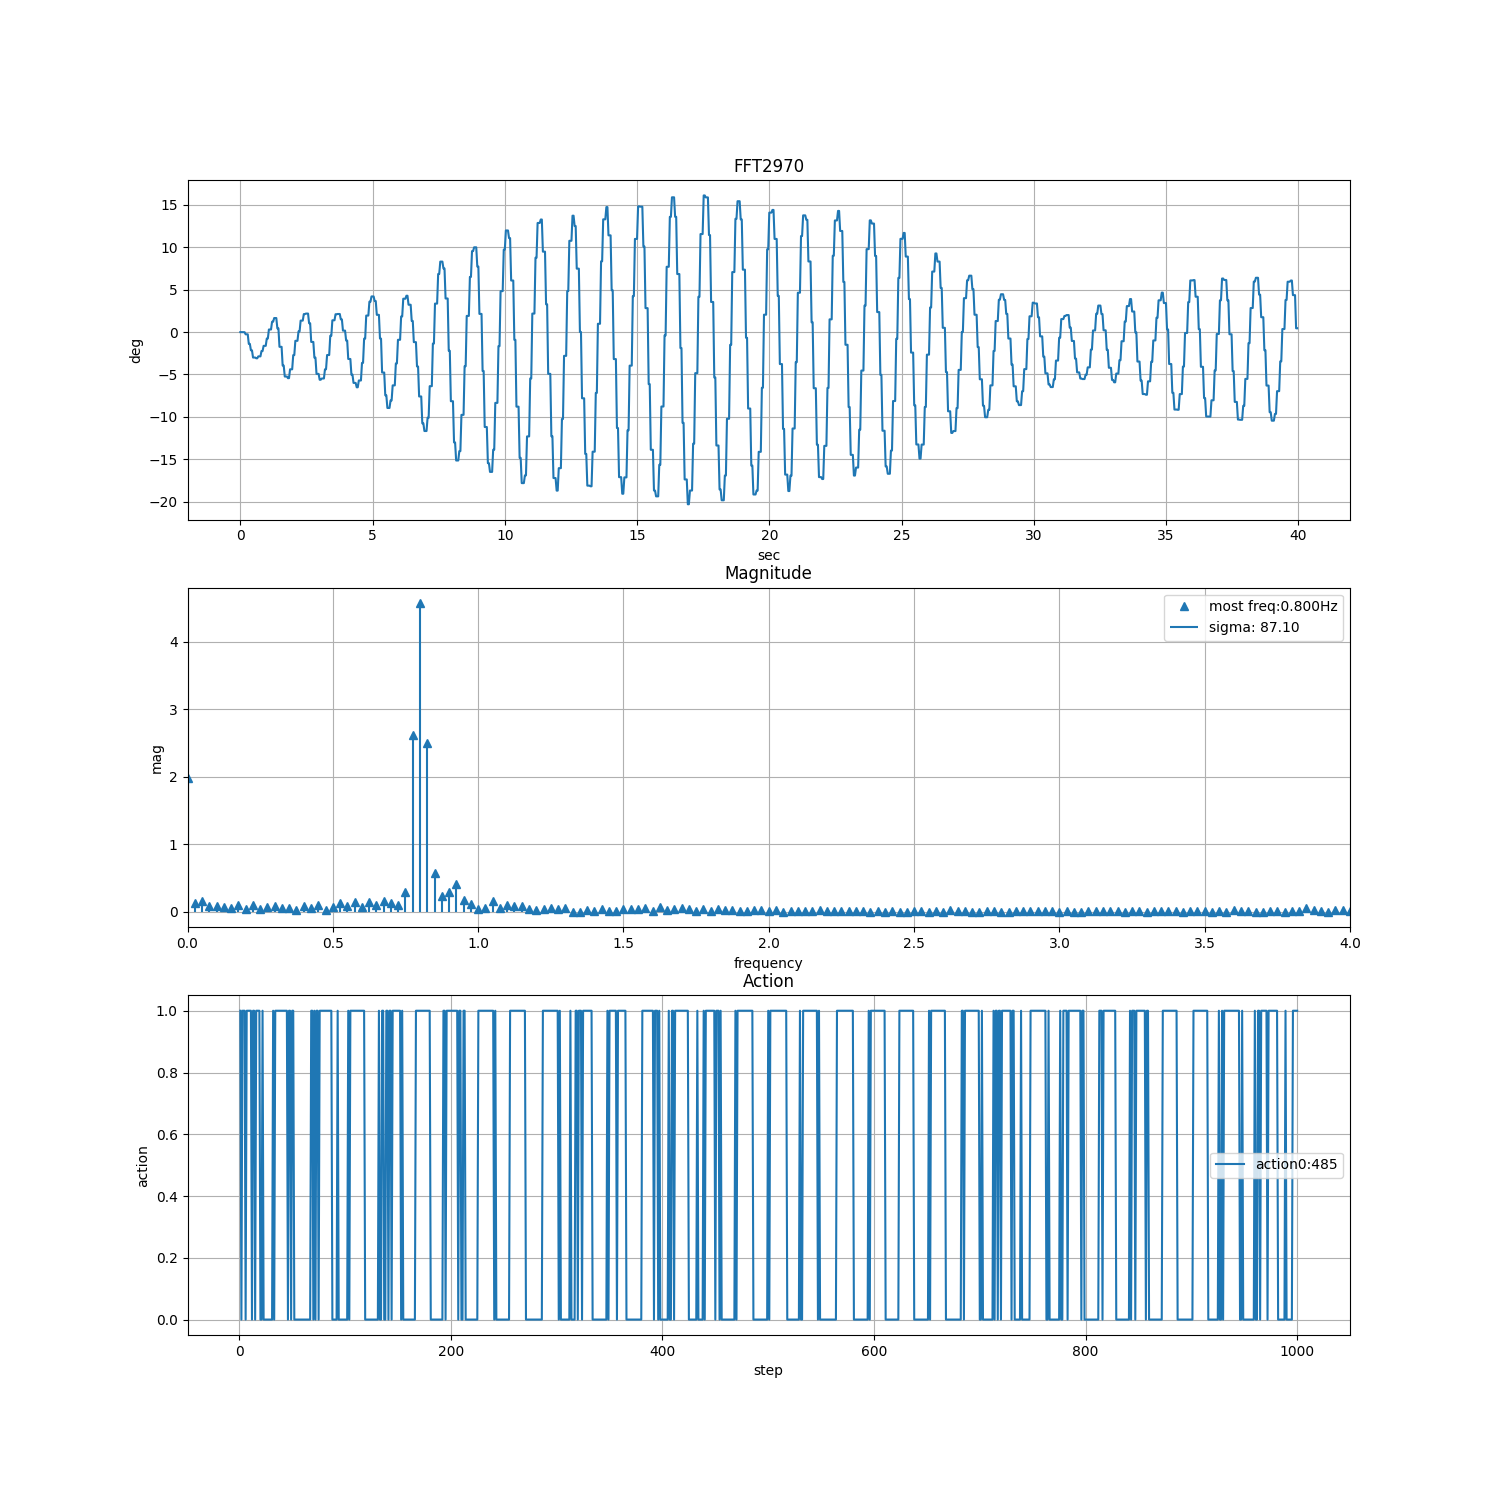 FFT2970
15
10
5
0
−5
−10
−15
−20
deg
0 5 10 15 20 25 30 35 40
sec
Magnitude
most freq:0.800Hz
sigma: 87.10
4
3
2
1
0
mag
0.0 0.5 1.0 1.5 2.0 2.5 3.0 3.5 4.0
frequency
Action
1.0
0.8
0.6
0.4
0.2
0.0
action
action0:485
0 200 400 600 800 1000
step